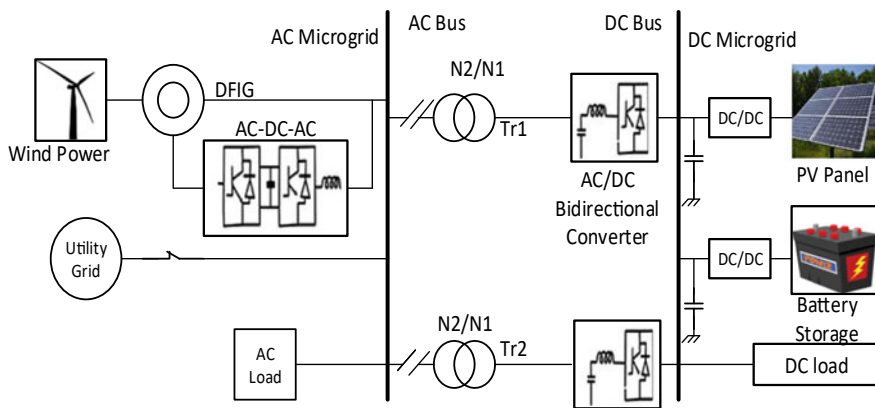 AC Microgrid
AC Bus
DC Bus
DC Microgrid
N2/N1
DFIG
Tr1
DC/DC
AC-DC-AC
Wind Power
PV Panel
AC/DC
Bidirectional
Converter
Utility
Grid
DC/DC
Battery
Storage
N2/N1
Tr2
AC
Load
DC load